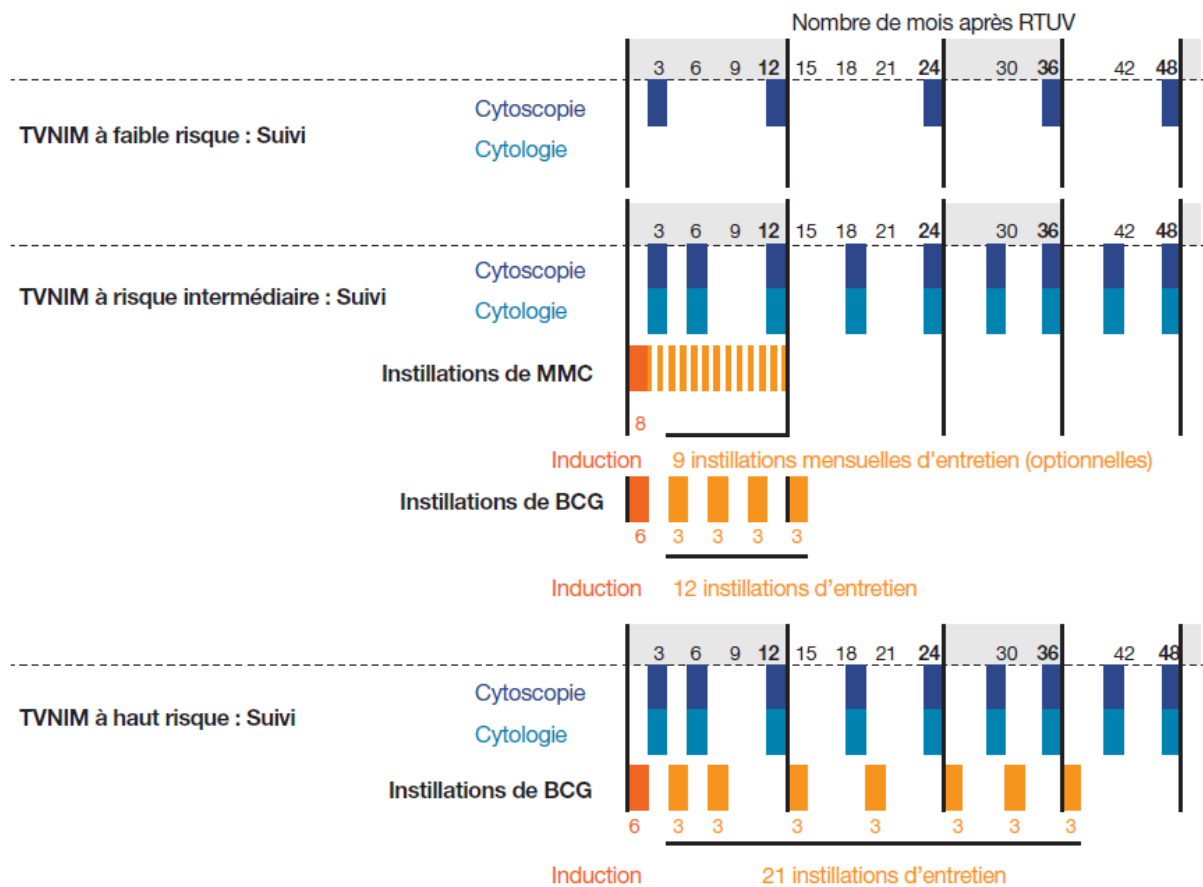 Nombre de mois après RTUV
3 6 9 12 15 18 21 24 30 36 42 48
Cytoscopie
TVNIM à faible risque : Suivi
Cytologie
3 6 9 12 15 18 21 24 30 36 42 48
Cytoscopie
TVNIM à risque intermédiaire : Suivi
Cytologie
Instillations de MMC
8
Induction 9 instillations mensuelles d'entretien (optionnelles)
Instillations de BCG
6 3 3 3 3
Induction 12 instillations d’entretien
3 6 9 12 15 18 21 24 30 36 42 48
Cytoscopie
TVNIM à haut risque : Suivi
Cytologie
Instillations de BCG
6 3 3 3 3 3 3 3
Induction 21 instillations d’entretien